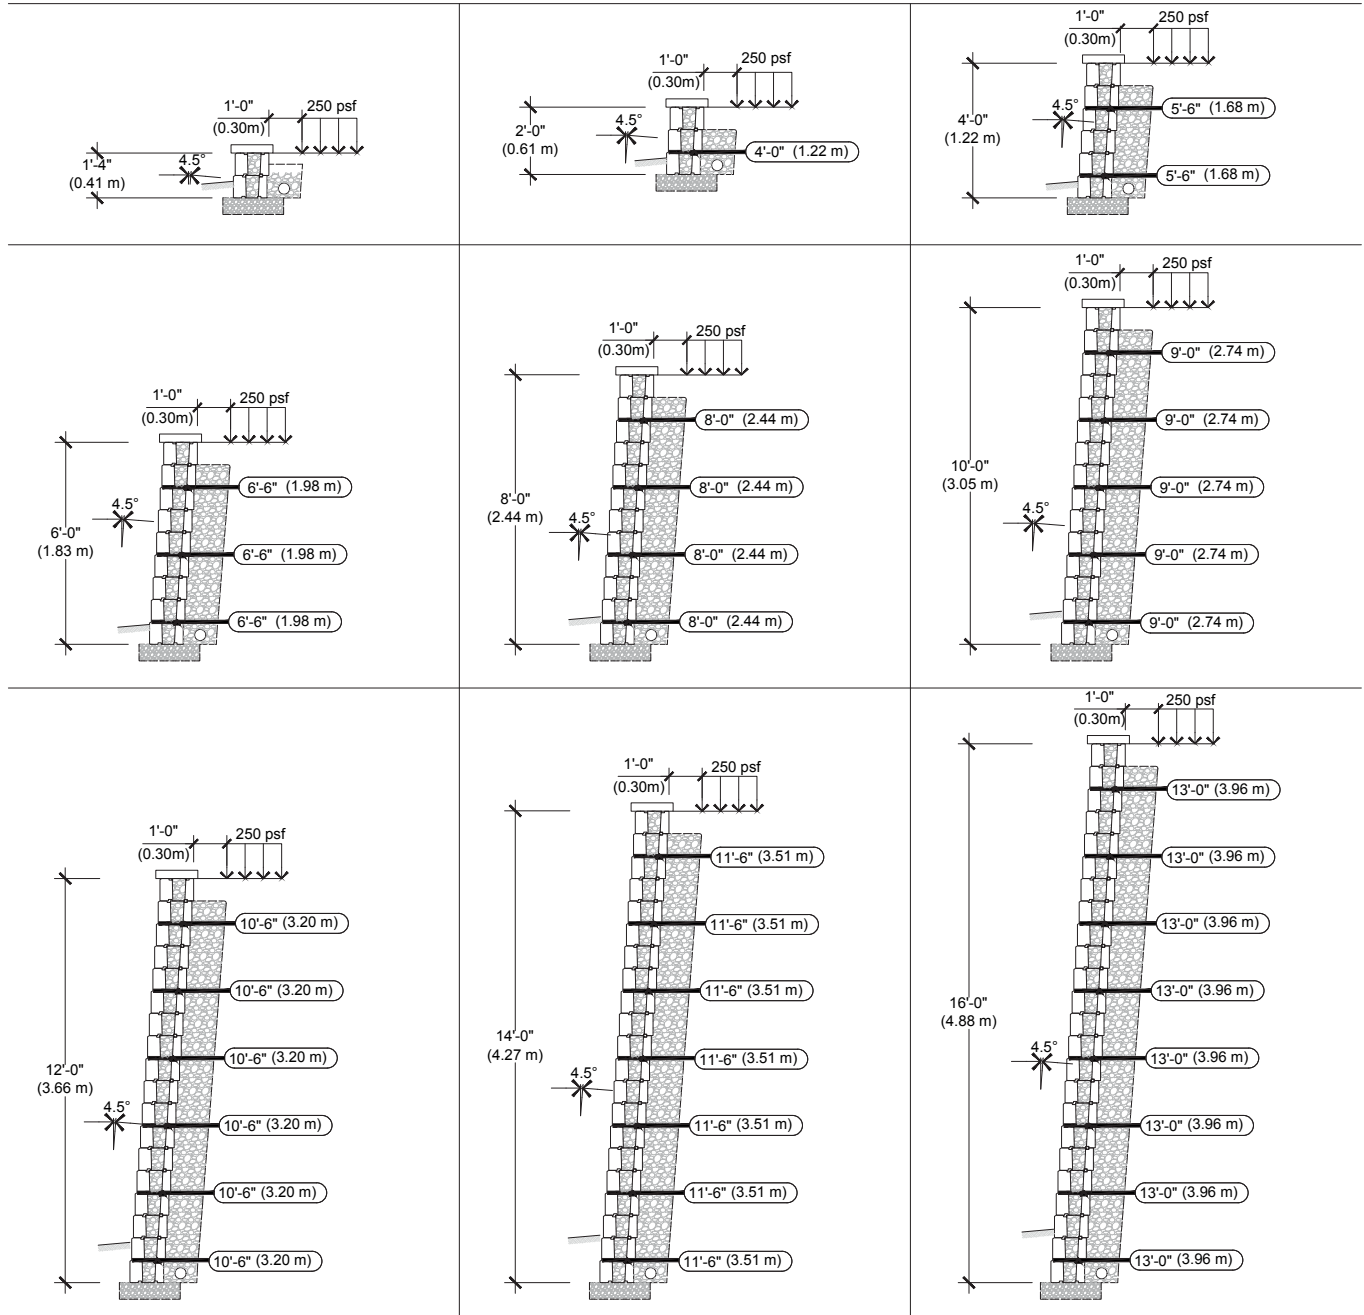 1'-0"
(0.30m)
250 psf
1'-4"
(0.41 m)
4.5°
1'-0"
(0.30m)
250 psf
2'-0"
(0.61 m)
4.5°
4'-0" (1.22 m)
1'-0"
(0.30m)
250 psf
4'-0"
(1.22 m)
4.5°
5'-6" (1.68 m)
5'-6" (1.68 m)
1'-0"
(0.30m)
250 psf
6'-0"
(1.83 m)
4.5°
6'-6" (1.98 m)
6'-6" (1.98 m)
6'-6" (1.98 m)
1'-0"
(0.30m)
250 psf
8'-0"
(2.44 m)
4.5°
8'-0" (2.44 m)
8'-0" (2.44 m)
8'-0" (2.44 m)
8'-0" (2.44 m)
1'-0"
(0.30m)
250 psf
10'-0"
(3.05 m)
4.5°
9'-0" (2.74 m)
9'-0" (2.74 m)
9'-0" (2.74 m)
9'-0" (2.74 m)
9'-0" (2.74 m)
1'-0"
(0.30m)
250 psf
12'-0"
(3.66 m)
4.5°
10'-6" (3.20 m)
10'-6" (3.20 m)
10'-6" (3.20 m)
10'-6" (3.20 m)
10'-6" (3.20 m)
10'-6" (3.20 m)
1'-0"
(0.30m)
250 psf
14'-0"
(4.27 m)
4.5°
11'-6" (3.51 m)
11'-6" (3.51 m)
11'-6" (3.51 m)
11'-6" (3.51 m)
11'-6" (3.51 m)
11'-6" (3.51 m)
11'-6" (3.51 m)
1'-0"
(0.30m)
250 psf
16'-0"
(4.88 m)
4.5°
13'-0" (3.96 m)
13'-0" (3.96 m)
13'-0" (3.96 m)
13'-0" (3.96 m)
13'-0" (3.96 m)
13'-0" (3.96 m)
13'-0" (3.96 m)
13'-0" (3.96 m)